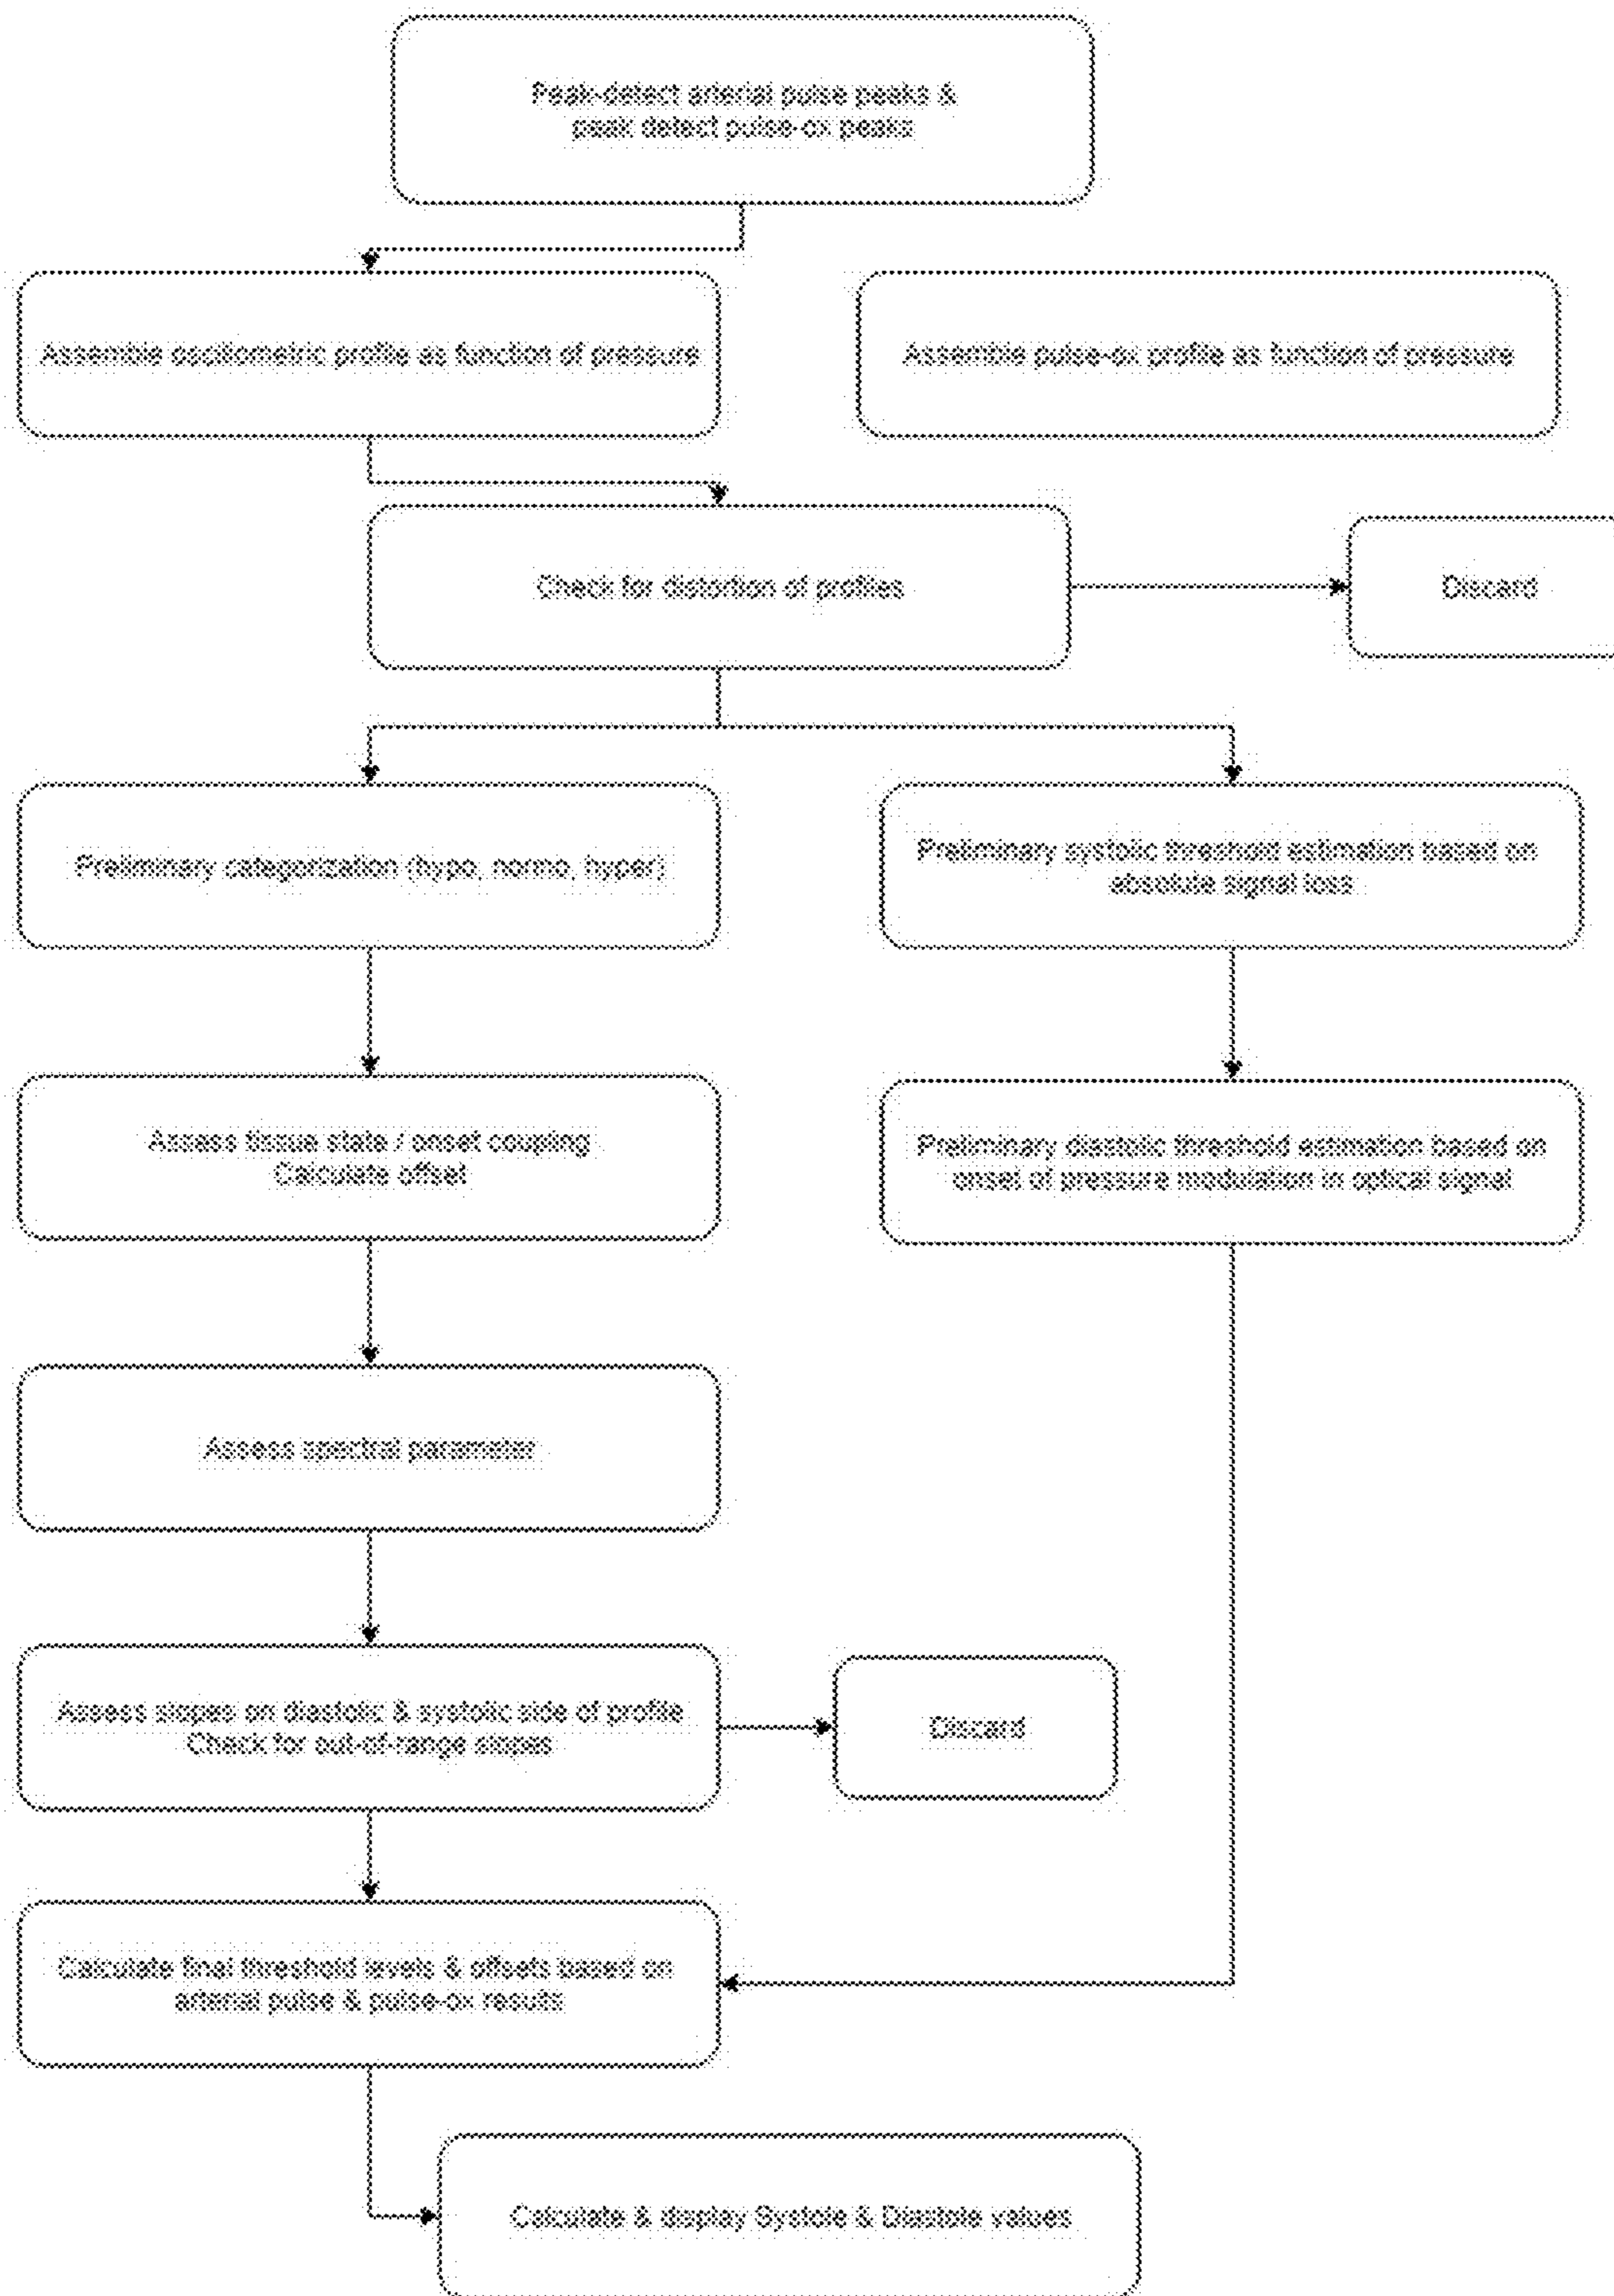 Peak-detect arterial pulse peaks &
peak detect pulse-ox peaks
Assemble oscillometric profile as function of pressure
Assemble pulse-ox profile as function of pressure
Check for distortion of profiles
Discard
Preliminary categorization (hypo, normo, hyper)
Preliminary systolic threshold estimation based on
absolute signal loss
Assess tissue state / onset coupling
Calculate offset
Preliminary diastolic threshold estimation based on
onset of pressure modulation in optical signal
Assess spectral parameter
Assess slopes on diastolic & systolic side of profile
Check for out-of-range slopes
Discard
Calculate final threshold levels & offsets based on
arterial pulse & pulse-ox results
Calculate & display Systole & Diastole values